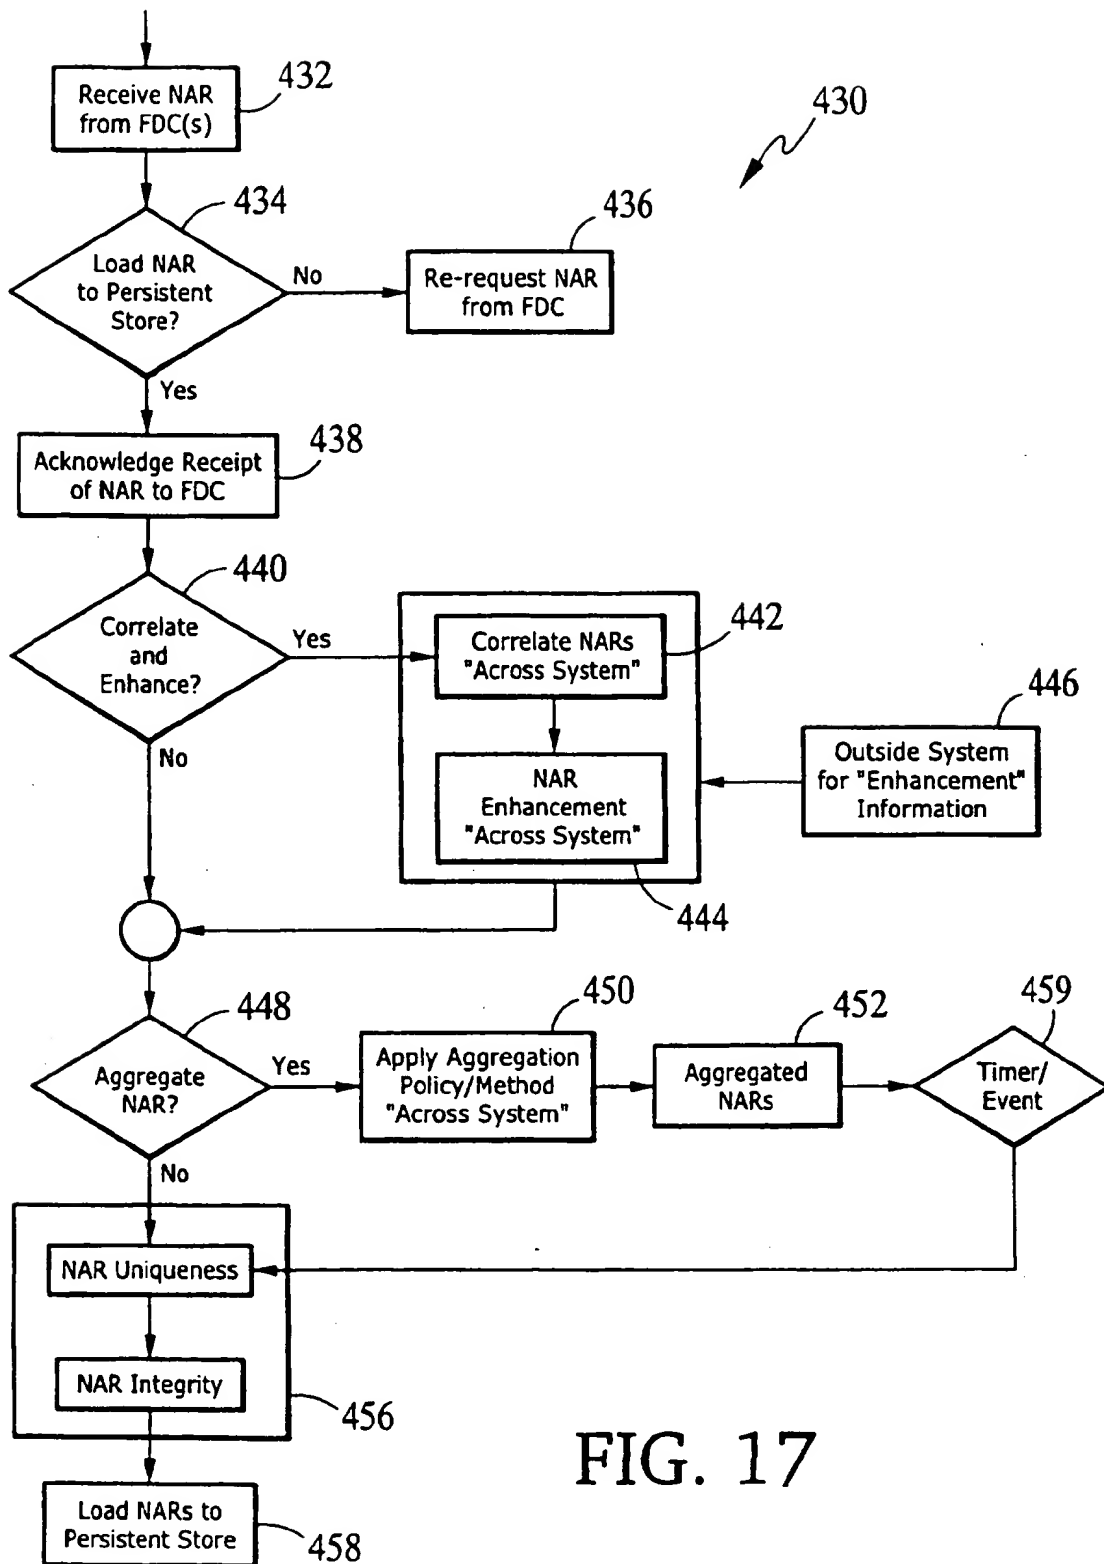 432
Receive NAR
from FDC(s)
430
434
Load NAR
to Persistent
Store?
No
436
Re-request NAR
from FDC
Yes
438
Acknowledge Receipt
of NAR to FDC
440
Correlate
and
Enhance?
Yes
442
Correlate NARs
"Across System"
446
Outside System
for "Enhancement"
Information
No
NAR
Enhancement
"Across System"
444
448
Aggregate
NAR?
Yes
450
Apply Aggregation
Policy/Method
"Across System"
452
Aggregated
NARs
459
Timer/
Event
No
NAR Uniqueness
NAR Integrity
456
Load NARs to
Persistent Store
458
FIG. 17